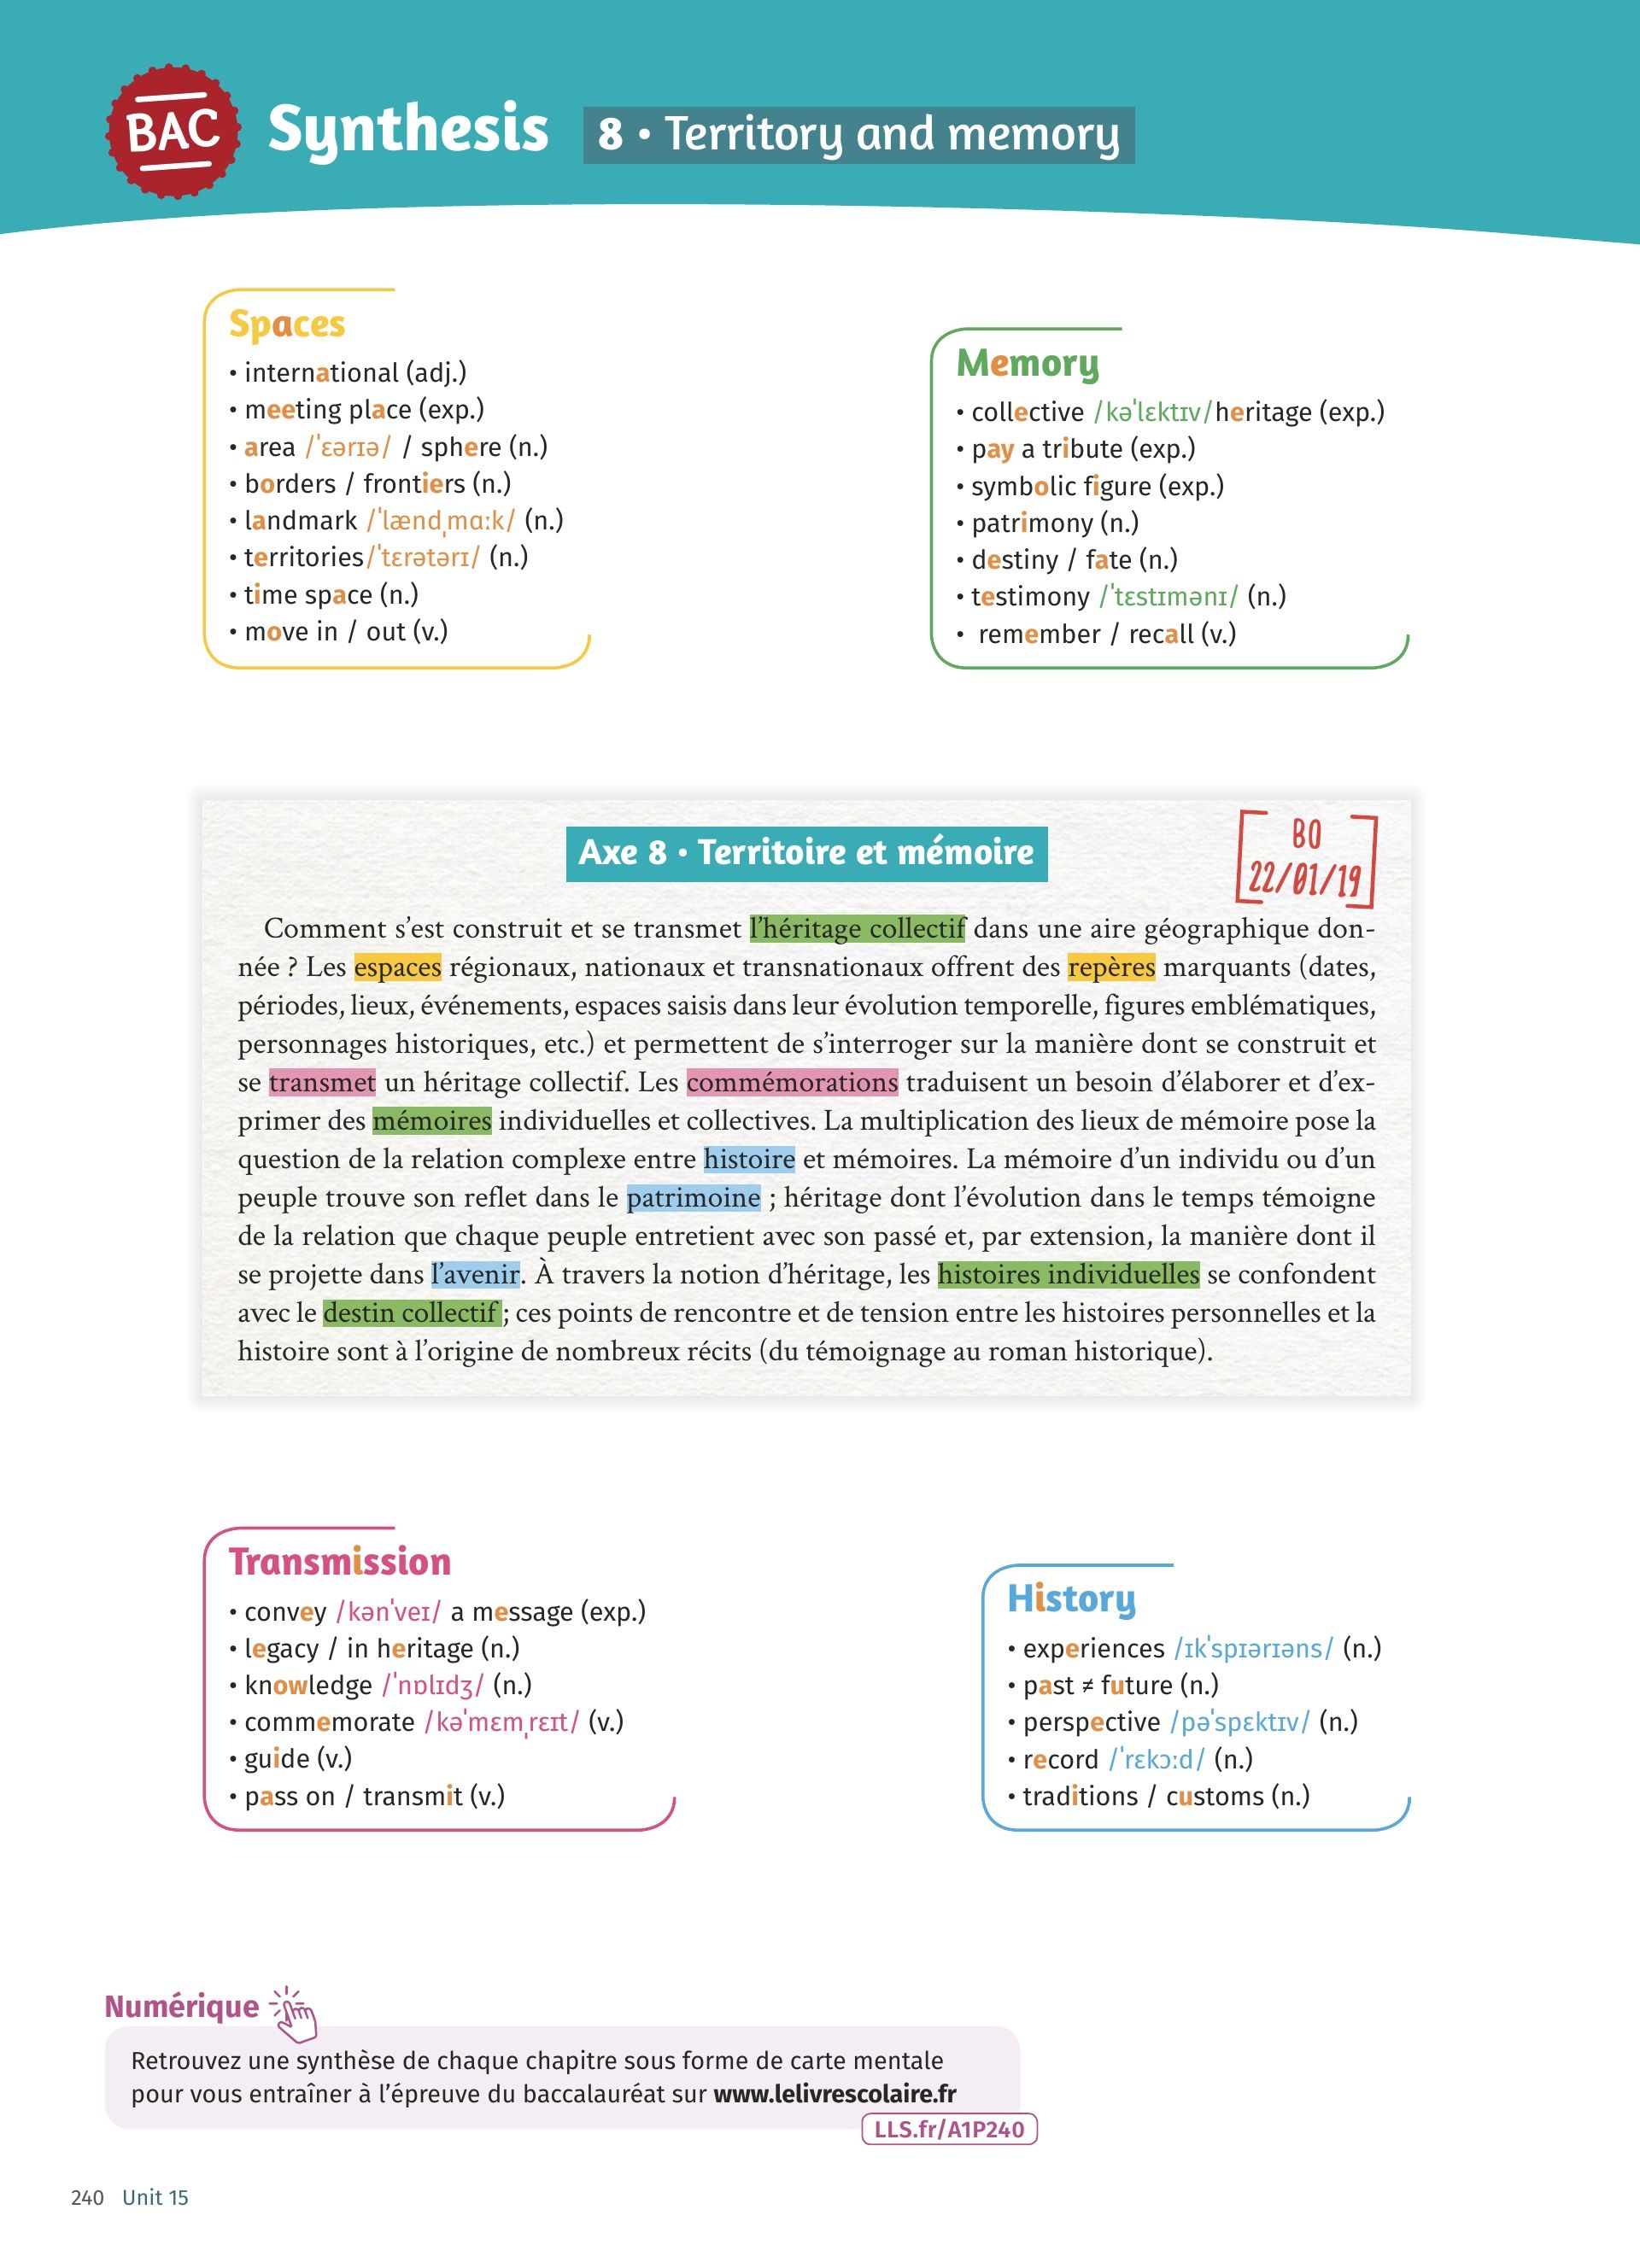 BAC
Synthesis 8 • Territory and memory
Spaces
• international (adj.)
• meeting place (exp.)
• area /ˈɛərɪə/ / sphere (n.)
• borders / frontiers (n.)
• landmark /ˈlændˌmɑːk/ (n.)
• territories/ˈtɛrətərɪ/ (n.)
• time space (n.)
• move in / out (v.)
Memory
• collective /kəˈlɛktɪv/heritage (exp.)
• pay a tribute (exp.)
• symbolic figure (exp.)
• patrimony (n.)
• destiny / fate (n.)
• testimony /ˈtɛstɪmənɪ/ (n.)
• remember / recall (v.)
Axe 8 • Territoire et mémoire
BO
22/01/19
Comment s’est construit et se transmet l’héritage collectif dans une aire géographique don-
née ? Les espaces régionaux, nationaux et transnationaux offrent des repères marquants (dates,
périodes, lieux, événements, espaces saisis dans leur évolution temporelle, figures emblématiques,
personnages historiques, etc.) et permettent de s’interroger sur la manière dont se construit et
se transmet un héritage collectif. Les commémorations traduisent un besoin d’élaborer et d’ex-
primer des mémoires individuelles et collectives. La multiplication des lieux de mémoire pose la
question de la relation complexe entre histoire et mémoires. La mémoire d’un individu ou d’un
peuple trouve son reflet dans le patrimoine ; héritage dont l’évolution dans le temps témoigne
de la relation que chaque peuple entretient avec son passé et, par extension, la manière dont il
se projette dans l’avenir. À travers la notion d’héritage, les histoires individuelles se confondent
avec le destin collectif ; ces points de rencontre et de tension entre les histoires personnelles et la
histoire sont à l’origine de nombreux récits (du témoignage au roman historique).
Transmission
• convey /kənˈveɪ/ a message (exp.)
• legacy / in heritage (n.)
• knowledge /ˈnɒlɪdʒ/ (n.)
• commemorate /kəˈmɛmˌrɛɪt/ (v.)
• guide (v.)
• pass on / transmit (v.)
History
• experiences /ɪkˈspɪərɪəns/ (n.)
• past ≠ future (n.)
• perspective /pəˈspɛktɪv/ (n.)
• record /ˈrɛkɔːd/ (n.)
• traditions / customs (n.)
Numérique
Retrouvez une synthèse de chaque chapitre sous forme de carte mentale
pour vous entraîner à l’épreuve du baccalauréat sur www.lelivrescolaire.fr
LLS.fr/A1P240
240 Unit 15